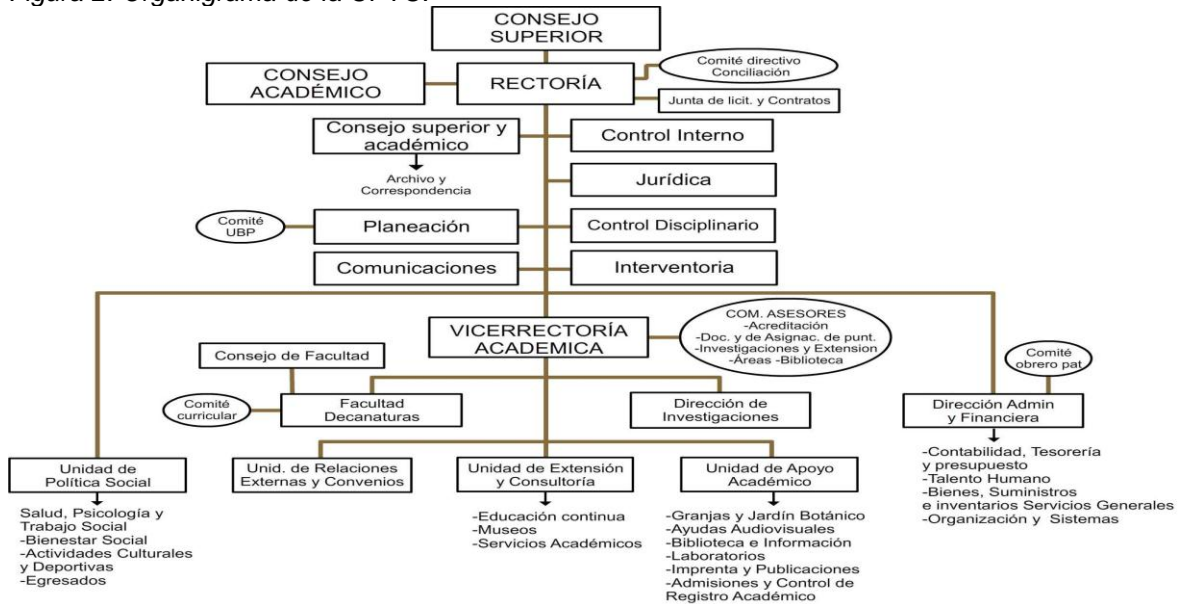 Figura 2. Organigrama de la UPTC.
CONSEJO
SUPERIOR
CONSEJO
ACADÉMICO
RECTORÍA
Comité directivo
Conciliación
Junta de licit. y Contratos
Consejo superior y
académico
Control Interno
Archivo y
Correspondencia
Jurídica
Comité
UBP
Planeación
Control Disciplinario
Comunicaciones
Interventoria
VICERRECTORÍA
ACADEMICA
COM. ASESORES
-Acreditación
-Doc. y de Asignac. de punt.
-Investigaciones y Extension
-Áreas -Biblioteca
Consejo de Facultad
Comité
obrero pat
Comité
curricular
Facultad
Decanaturas
Dirección de
Investigaciones
Dirección Admin
y Financiera
-Contabilidad, Tesorería
y presupuesto
-Talento Humano
-Bienes, Suministros
e inventarios Servicios Generales
-Organización y Sistemas
Unidad de
Política Social
Salud, Psicología y
Trabajo Social
-Bienestar Social
-Actividades Culturales
y Deportivas
-Egresados
Unid. de Relaciones
Externas y Convenios
Unidad de Extensión
y Consultoría
-Educación continua
-Museos
-Servicios Académicos
Unidad de Apoyo
Académico
-Granjas y Jardín Botánico
-Ayudas Audiovisuales
-Biblioteca e Información
-Laboratorios
-Imprenta y Publicaciones
-Admisiones y Control de
Registro Académico